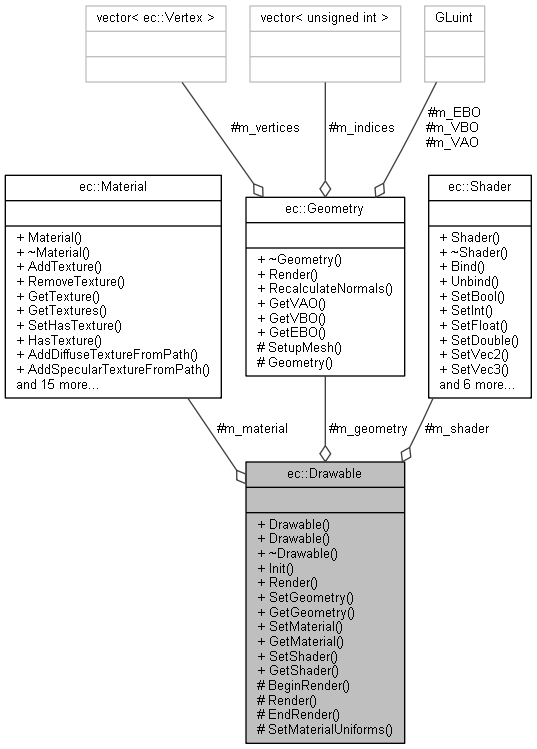 vector< ec::Vertex >
vector< unsigned int >
GLuint
#m_vertices
#m_indices
#m_EBO
#m_VBO
#m_VAO
ec::Material
+ Material()
+ ~Material()
+ AddTexture()
+ RemoveTexture()
+ GetTexture()
+ GetTextures()
+ SetHasTexture()
+ HasTexture()
+ AddDiffuseTextureFromPath()
+ AddSpecularTextureFromPath()
and 15 more...
ec::Geometry
+ ~Geometry()
+ Render()
+ RecalculateNormals()
+ GetVAO()
+ GetVBO()
+ GetEBO()
# SetupMesh()
# Geometry()
ec::Shader
+ Shader()
+ ~Shader()
+ Bind()
+ Unbind()
+ SetBool()
+ SetInt()
+ SetFloat()
+ SetDouble()
+ SetVec2()
+ SetVec3()
and 6 more...
#m_material
#m_geometry
#m_shader
ec::Drawable
+ Drawable()
+ Drawable()
+ ~Drawable()
+ Init()
+ Render()
+ SetGeometry()
+ GetGeometry()
+ SetMaterial()
+ GetMaterial()
+ SetShader()
+ GetShader()
# BeginRender()
# Render()
# EndRender()
# SetMaterialUniforms()